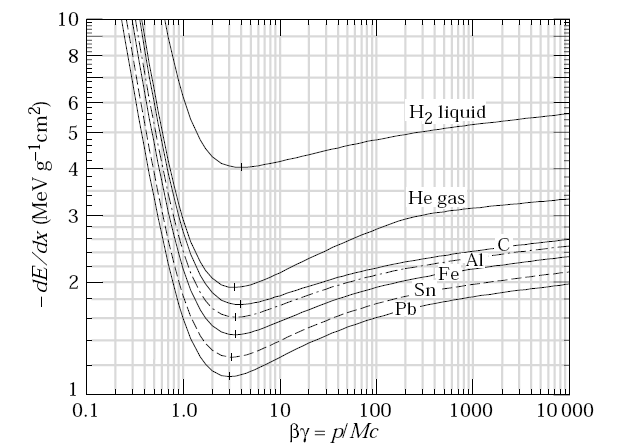 10
8
6
5
4
3
2
1
−dE/dx (MeV g⁻¹cm²)
H₂ liquid
He gas
C
Al
Fe
Sn
Pb
0.1 1.0 10 100 1000 10 000
βγ = p/Mc